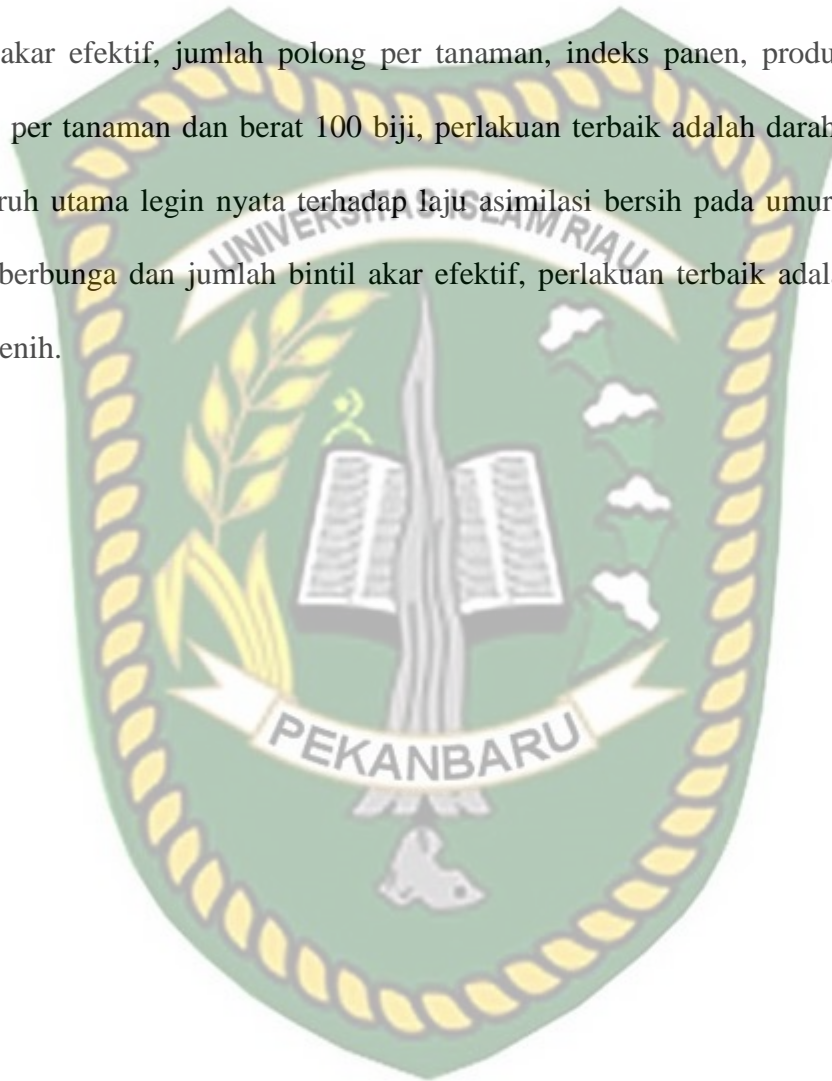 akar efektif, jumlah polong per tanaman, indeks panen, produ
per tanaman dan berat 100 biji, perlakuan terbaik adalah darah
ruh utama legin nyata terhadap laju asimilasi bersih pada umur
berbunga dan jumlah bintil akar efektif, perlakuan terbaik adala
enih.
UNIVERSITAS ISLAM RIAU
PEKANBARU